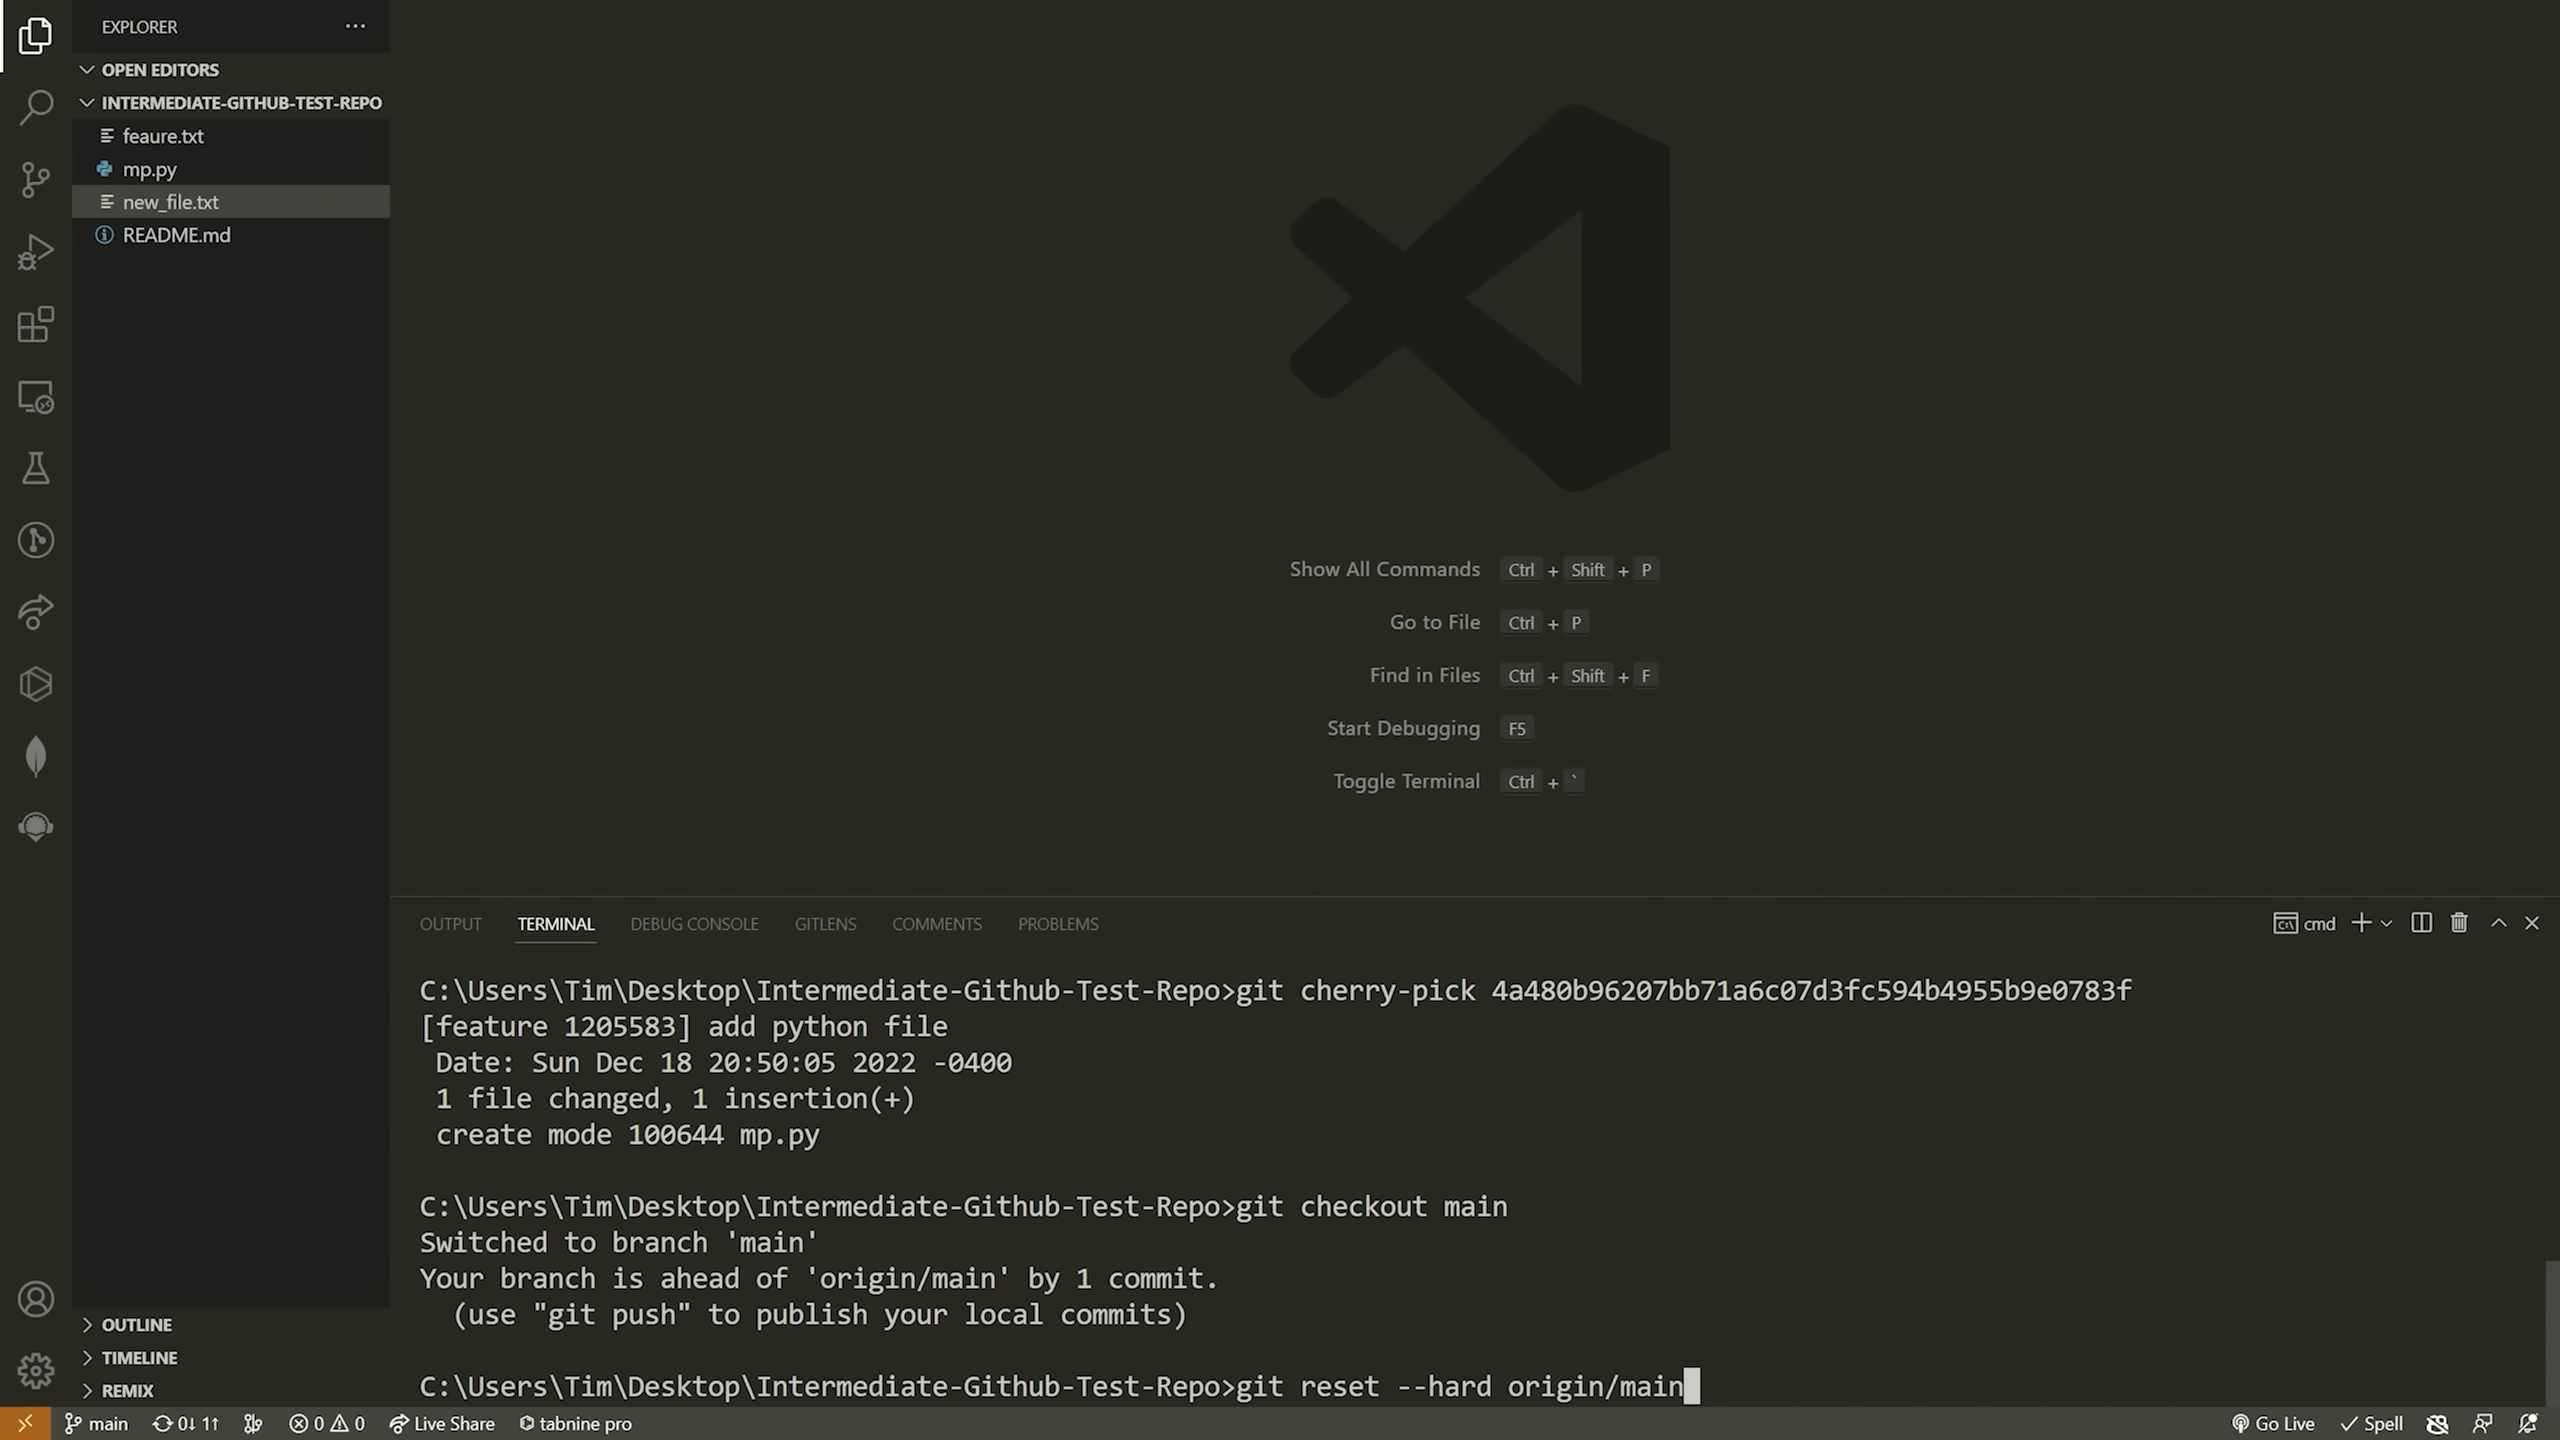 EXPLORER
OPEN EDITORS
INTERMEDIATE-GITHUB-TEST-REPO
feaure.txt
mp.py
new_file.txt
README.md
Show All Commands Ctrl + Shift + P
Go to File Ctrl + P
Find in Files Ctrl + Shift + F
Start Debugging F5
Toggle Terminal Ctrl + `
OUTPUT TERMINAL DEBUG CONSOLE GITLENS COMMENTS PROBLEMS
cmd
C:\Users\Tim\Desktop\Intermediate-Github-Test-Repo>git cherry-pick 4a480b96207bb71a6c07d3fc594b4955b9e0783f
[feature 1205583] add python file
Date: Sun Dec 18 20:50:05 2022 -0400
1 file changed, 1 insertion(+)
create mode 100644 mp.py
C:\Users\Tim\Desktop\Intermediate-Github-Test-Repo>git checkout main
Switched to branch 'main'
Your branch is ahead of 'origin/main' by 1 commit.
(use "git push" to publish your local commits)
C:\Users\Tim\Desktop\Intermediate-Github-Test-Repo>git reset --hard origin/main
OUTLINE
TIMELINE
REMIX
main 0↓ 1↑ 0 0 Live Share tabnine pro Go Live Spell